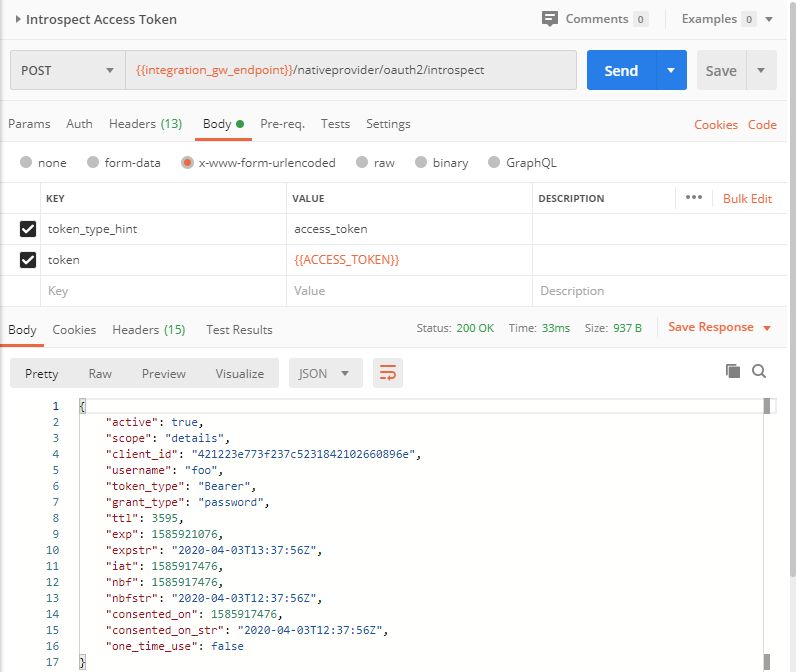 Introspect Access Token Comments 0 Examples 0
POST {{integration_gw_endpoint}}/nativeprovider/oauth2/introspect Send Save
Params Auth Headers (13) Body Pre-req. Tests Settings Cookies Code
none form-data x-www-form-urlencoded raw binary GraphQL
KEY VALUE DESCRIPTION ••• Bulk Edit
token_type_hint access_token
token {{ACCESS_TOKEN}}
Key Value Description
Body Cookies Headers (15) Test Results Status: 200 OK Time: 33ms Size: 937 B Save Response
Pretty Raw Preview Visualize JSON
1 {
2 "active": true,
3 "scope": "details",
4 "client_id": "421223e773f237c5231842102660896e",
5 "username": "foo",
6 "token_type": "Bearer",
7 "grant_type": "password",
8 "ttl": 3595,
9 "exp": 1585921076,
10 "expstr": "2020-04-03T13:37:56Z",
11 "iat": 1585917476,
12 "nbf": 1585917476,
13 "nbfstr": "2020-04-03T12:37:56Z",
14 "consented_on": 1585917476,
15 "consented_on_str": "2020-04-03T12:37:56Z",
16 "one_time_use": false
17 }